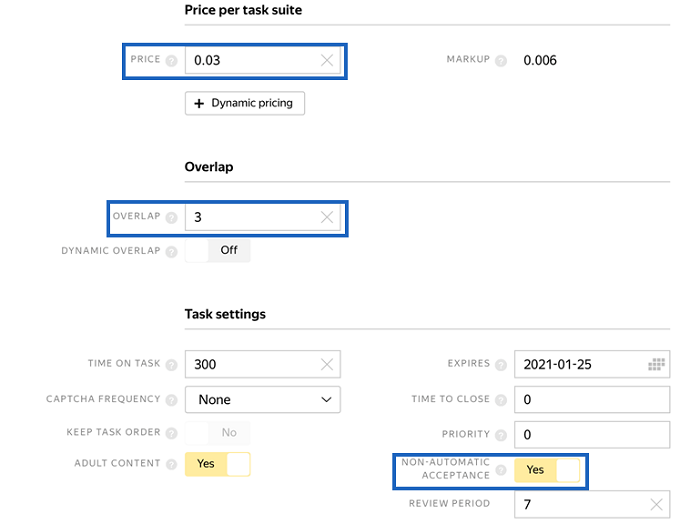 Price per task suite
PRICE ? 0.03 MARKUP ? 0.006
+ Dynamic pricing
Overlap
OVERLAP ? 3
DYNAMIC OVERLAP ? Off
Task settings
TIME ON TASK ? 300 EXPIRES ? 2021-01-25
CAPTCHA FREQUENCY ? None TIME TO CLOSE ? 0
KEEP TASK ORDER ? No PRIORITY ? 0
ADULT CONTENT ? Yes NON-AUTOMATIC
ACCEPTANCE ? Yes
REVIEW PERIOD ? 7